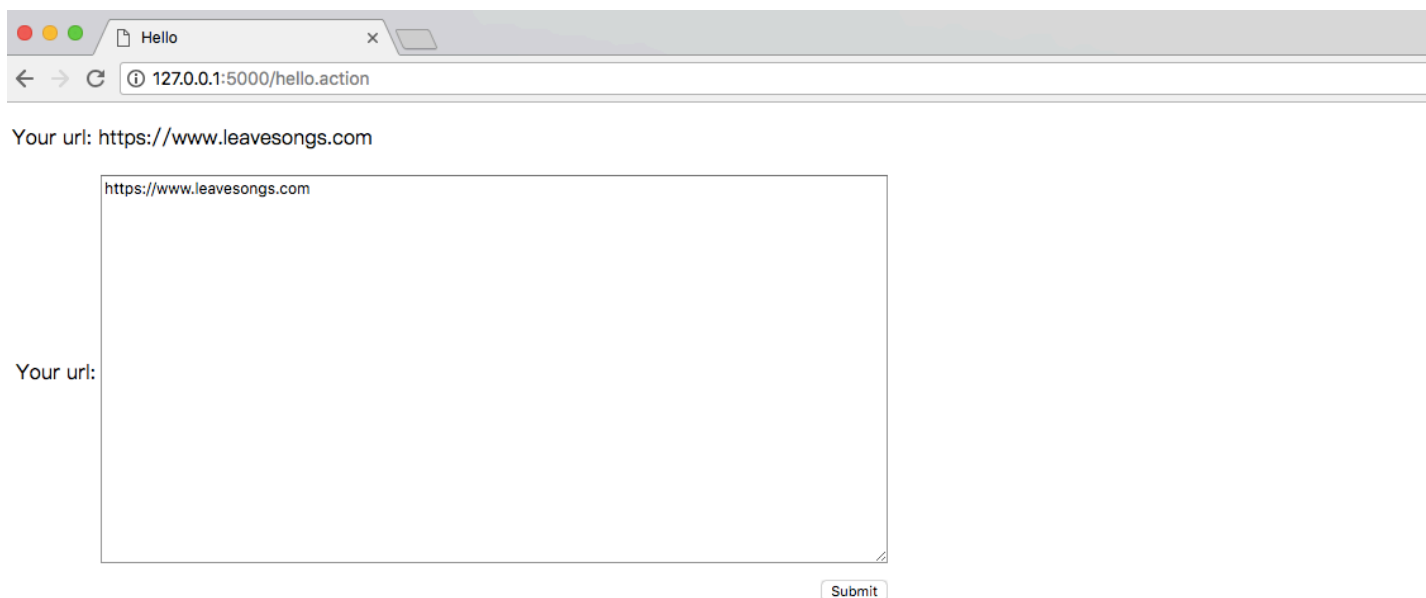 Hello
127.0.0.1:5000/hello.action
Your url: https://www.leavesongs.com
https://www.leavesongs.com
Your url:
Submit